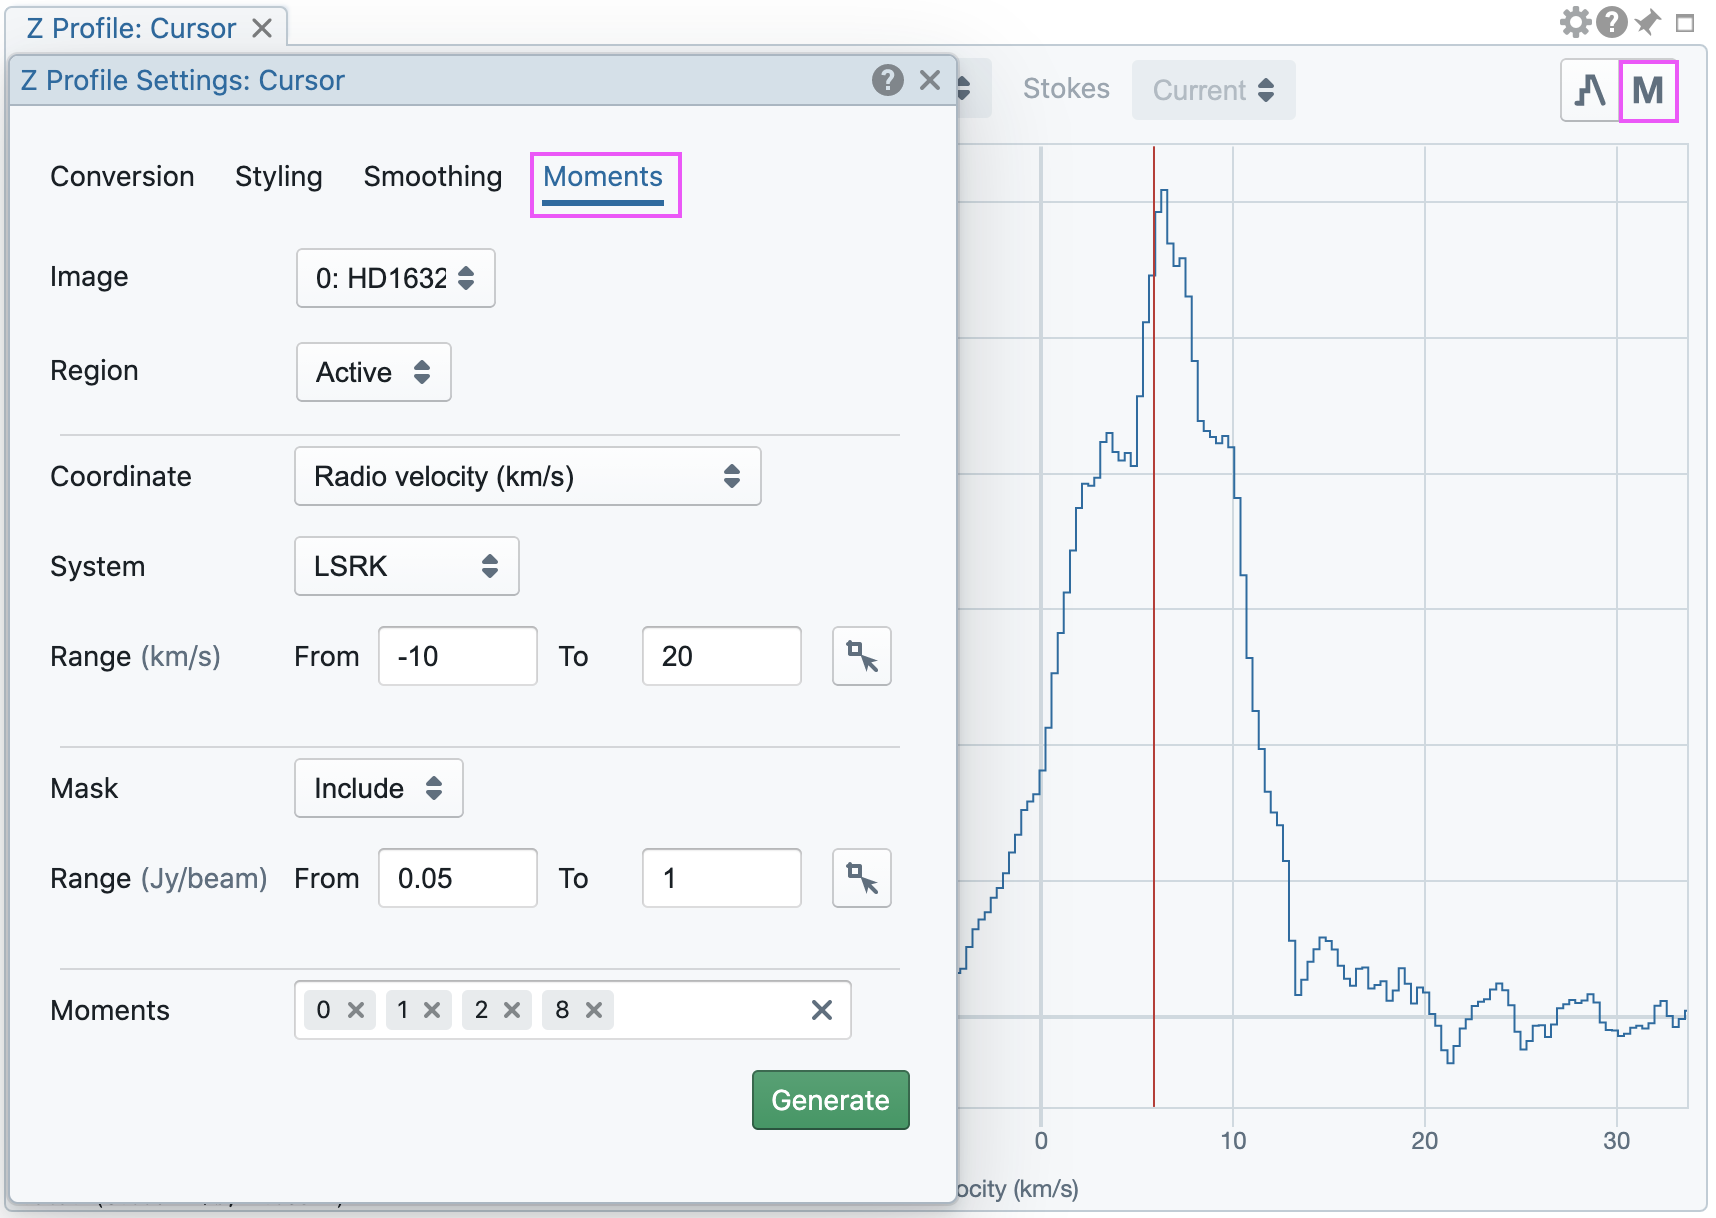 Z Profile: Cursor
Z Profile Settings: Cursor
Stokes Current
M
Conversion Styling Smoothing Moments
Image 0: HD1632
Region Active
Coordinate Radio velocity (km/s)
System LSRK
Range (km/s) From -10 To 20
Mask Include
Range (Jy/beam) From 0.05 To 1
Moments 0 1 2 8
Generate
0 10 20 30
ocity (km/s)